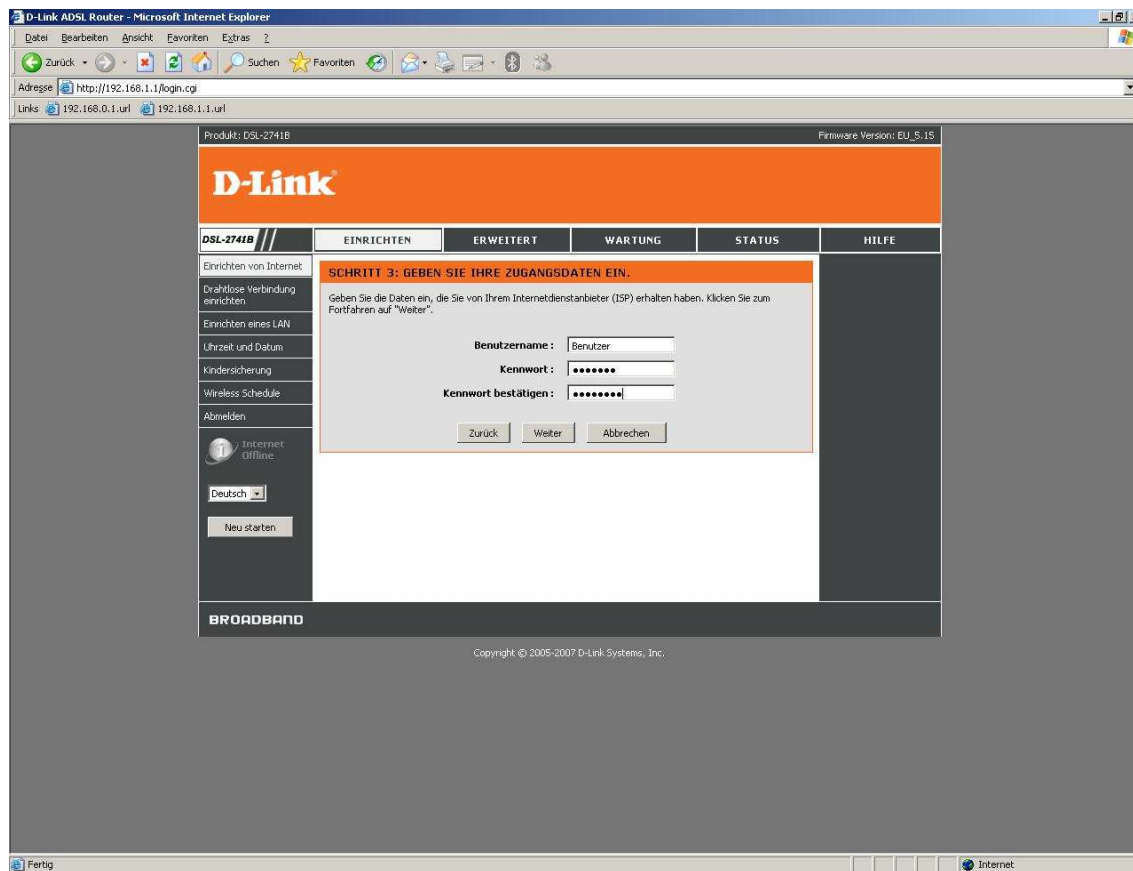 D-Link ADSL Router - Microsoft Internet Explorer
Datei Bearbeiten Ansicht Favoriten Extras ?
Zurück Suchen Favoriten
Adresse http://192.168.1.1/login.cgi
Links 192.168.0.1.url 192.168.1.1.url
Produkt: DSL-2741B Firmware Version: EU_5.15
D-Link
DSL-2741B EINRICHTEN ERWEITERT WARTUNG STATUS HILFE
Einrichten von Internet
Drahtlose Verbindung
einrichten
Einrichten eines LAN
Uhrzeit und Datum
Kindersicherung
Wireless Schedule
Abmelden
Internet
Offline
Deutsch
Neu starten
SCHRITT 3: GEBEN SIE IHRE ZUGANGSDATEN EIN.
Geben Sie die Daten ein, die Sie von Ihrem Internetdienstanbieter (ISP) erhalten haben. Klicken Sie zum
Fortfahren auf "Weiter".
Benutzername : Benutzer
Kennwort : •••••••
Kennwort bestätigen : ••••••••
Zurück Weiter Abbrechen
BROADBAND
Copyright © 2005-2007 D-Link Systems, Inc.
Fertig Internet